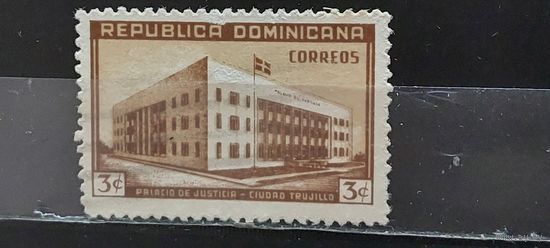 REPUBLICA DOMINICANA
CORREOS
3¢ 3¢
PALACIO DE JUSTICIA - CIUDAD TRUJILLO